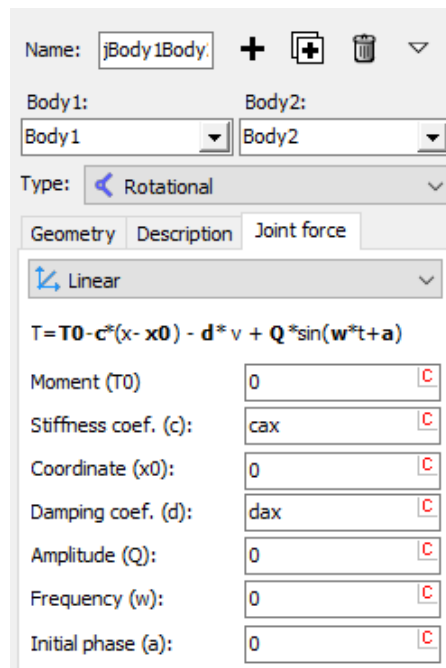 Name: jBody1Body
Body1: Body2:
Body1 Body2
Type: Rotational
Geometry Description Joint force
Linear
T=T0-c*(x- x0) - d* v + Q*sin(w*t+a)
Moment (T0) 0 C
Stiffness coef. (c): cax C
Coordinate (x0): 0 C
Damping coef. (d): dax C
Amplitude (Q): 0 C
Frequency (w): 0 C
Initial phase (a): 0 C